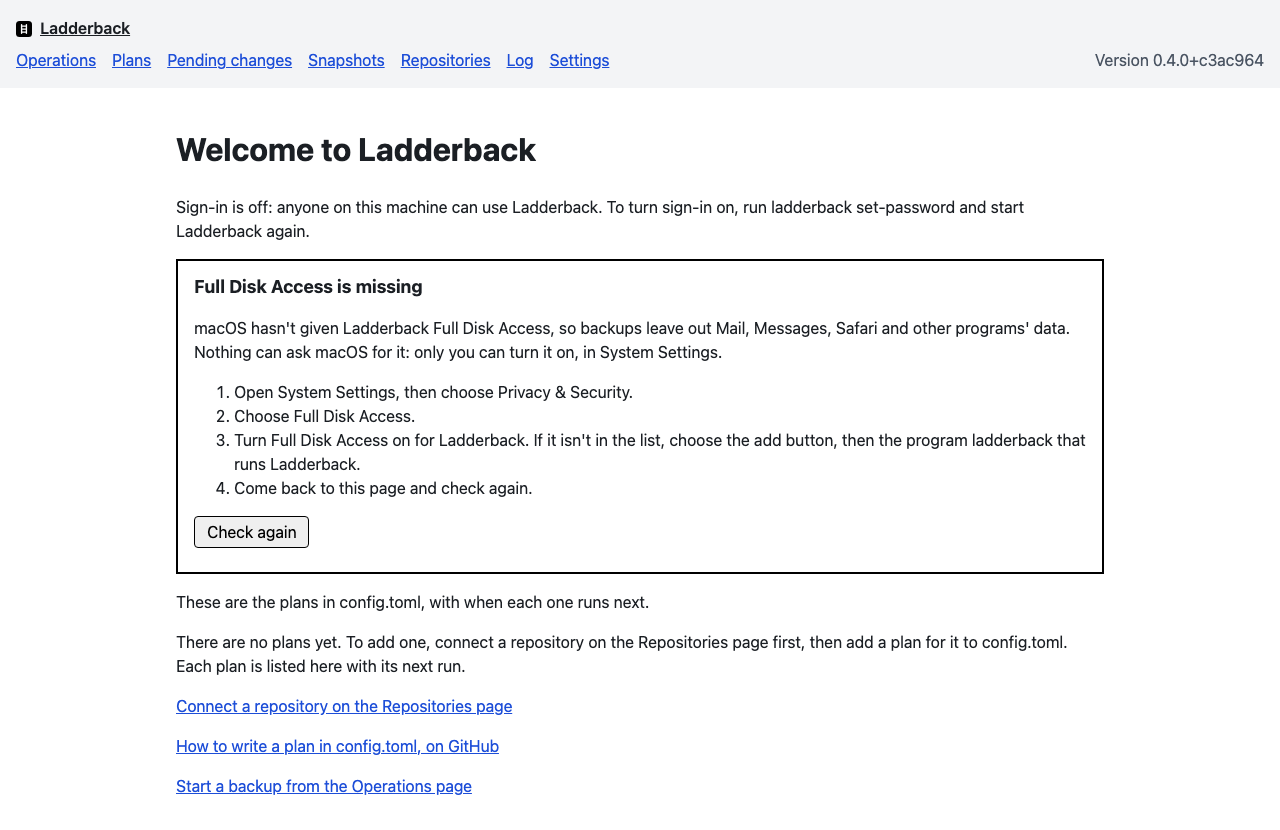 Ladderback
Operations Plans Pending changes Snapshots Repositories Log Settings Version 0.4.0+c3ac964
Welcome to Ladderback
Sign-in is off: anyone on this machine can use Ladderback. To turn sign-in on, run ladderback set-password and start
Ladderback again.
Full Disk Access is missing
macOS hasn't given Ladderback Full Disk Access, so backups leave out Mail, Messages, Safari and other programs' data.
Nothing can ask macOS for it: only you can turn it on, in System Settings.
1. Open System Settings, then choose Privacy & Security.
2. Choose Full Disk Access.
3. Turn Full Disk Access on for Ladderback. If it isn't in the list, choose the add button, then the program ladderback that
runs Ladderback.
4. Come back to this page and check again.
Check again
These are the plans in config.toml, with when each one runs next.
There are no plans yet. To add one, connect a repository on the Repositories page first, then add a plan for it to config.toml.
Each plan is listed here with its next run.
Connect a repository on the Repositories page
How to write a plan in config.toml, on GitHub
Start a backup from the Operations page